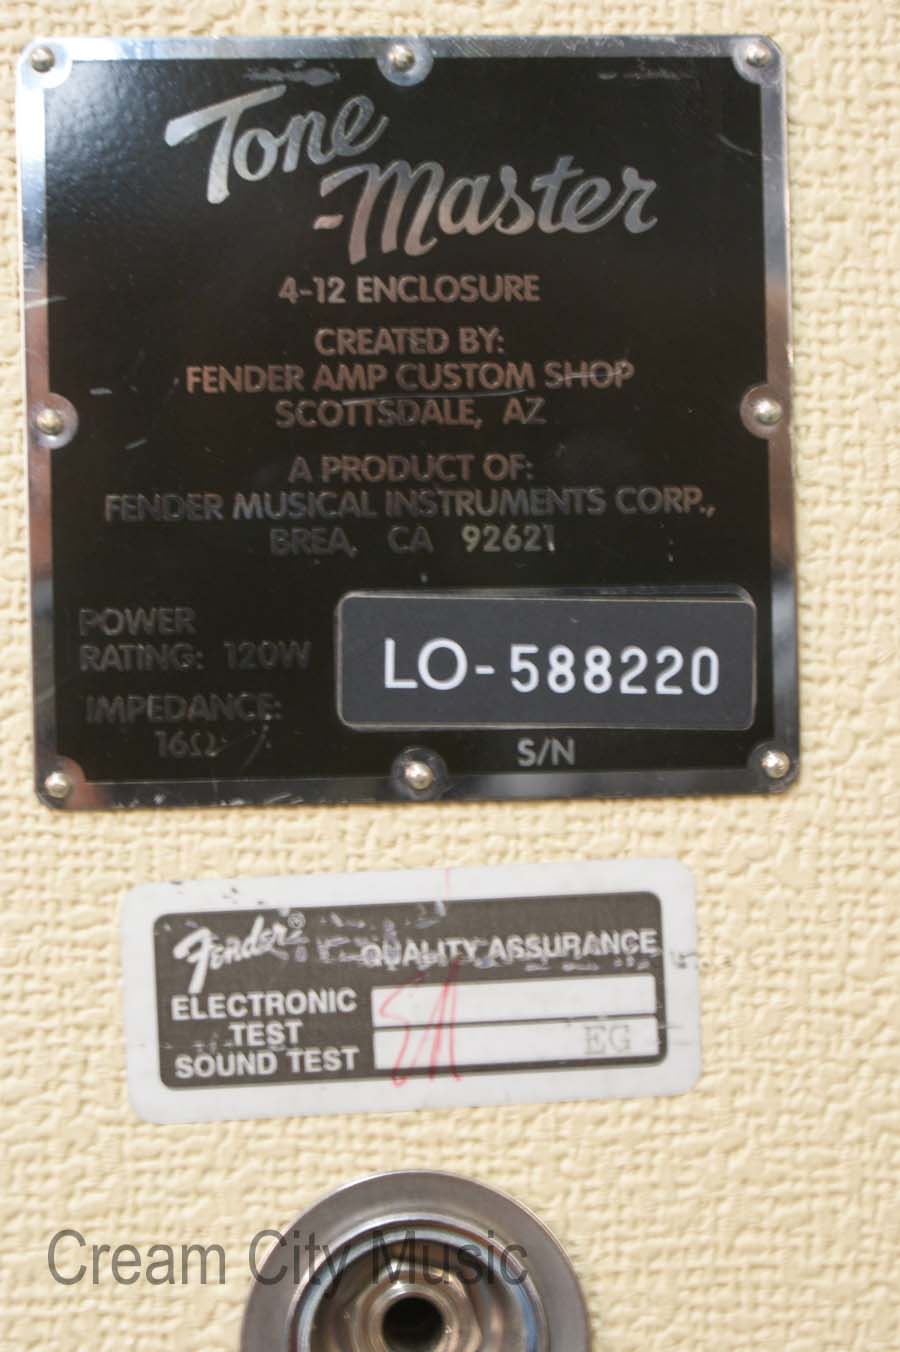 Tone
-Master
4-12 ENCLOSURE
CREATED BY:
FENDER AMP CUSTOM SHOP
SCOTTSDALE, AZ
A PRODUCT OF:
FENDER MUSICAL INSTRUMENTS CORP.,
BREA, CA 92621
POWER
RATING: 120W
IMPEDANCE:
16Ω
LO-588220
S/N
Fender®
QUALITY ASSURANCE
ELECTRONIC
TEST
SOUND TEST
EG
Cream City Music